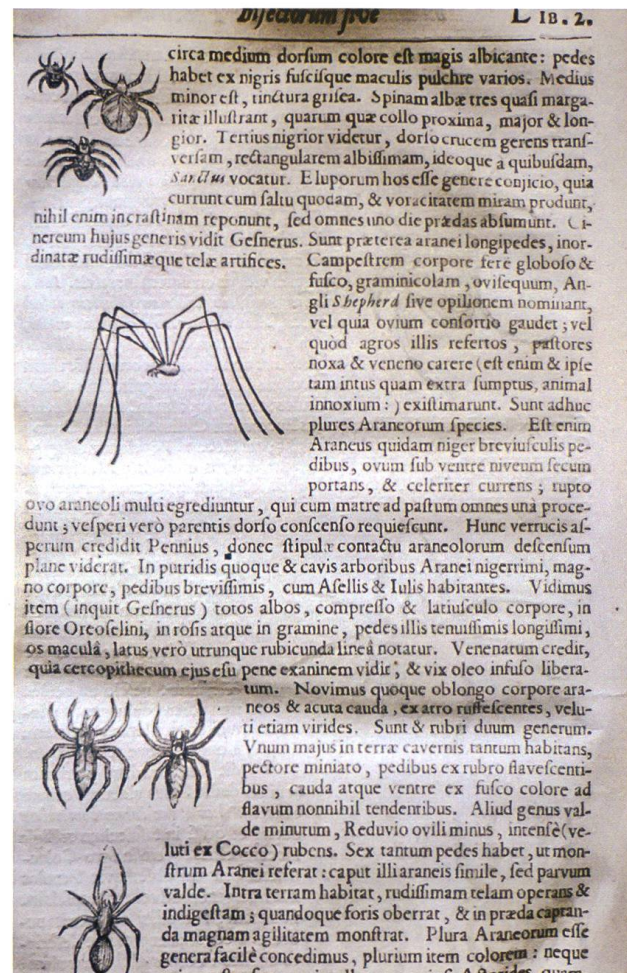 Insectorum sive LIB. 2.
circa medium dorſum colore eſt magis albicante: pedes
habet ex nigris fuſciſque maculis pulchre varios. Medius
minor eſt, tinctura griſea. Spinam albæ tres quaſi marga-
ritæ illuſtrant, quarum quæ collo proxima, major & lon-
gior. Tertius nigrior videtur, dorſo crucem gerens tranſ-
verſam, rectangularem albiſſimam, ideoque a quibuſdam,
Sanctus vocatur. E luporum hos eſſe genere conjicio, quia
currunt cum ſaltu quodam, & voracitatem miram produnt,
nihil enim in craſtinam reponunt, ſed omnes uno die prædas abſumunt. Ci-
nereum hujus generis vidit Geſnerus. Sunt præterea aranei longipedes, inor-
dinatæ rudiſſimæque telæ artifices. Campeſtrem corpore fere globoſo &
fuſco, graminicolam, oviſequum, An-
gli Shepherd ſive opilionem nominant,
vel quia ovium conſortio gaudet; vel
quòd agros illis refertos, paſtores
noxa & veneno carere (eſt enim & ipſe
tam intus quam extra ſumptus, animal
innoxium:) exiſtimarunt. Sunt adhuc
plures Araneorum ſpecies. Eſt enim
Araneus quidam niger breviuſculis pe-
dibus, ovum ſub ventre niveum ſecum
portans, & celeriter currens; rupto
ovo araneoli multi egrediuntur, qui cum matre ad paſtum omnes unà proce-
dunt; veſperi verò parentis dorſo conſcenſo requieſcunt. Hunc verrucis aſ-
perum credidit Pennius, donec ſtipulæ contactu araneolorum deſcenſum
plane viderat. In putridis quoque & cavis arboribus Aranei nigerrimi, mag-
no corpore, pedibus breviſſimis, cum Aſellis & Iulis habitantes. Vidimus
item (inquit Geſnerus) totos albos, compreſſo & latiuſculo corpore, in
flore Oreoſelini, in roſis atque in gramine, pedes illis tenuiſſimis longiſſimi,
os maculâ, latus verò utrunque rubicunda lineâ notatur. Venenatum credit,
quia cercopithecum ejus eſu pene exaninem vidit, & vix oleo infuſo libera-
tum. Novimus quoque oblongo corpore ara-
neos & acuta cauda, ex atro ruffeſcentes, velu-
ti etiam virides. Sunt & rubri duum generum.
Vnum majus in terræ cavernis tantum habitans,
pectore miniato, pedibus ex rubro flaveſcenti-
bus, cauda atque ventre ex fuſco colore ad
flavum nonnihil tendentibus. Aliud genus val-
de minutum, Reduvio ovili minus, intenſè (ve-
luti ex Cocco) rubens. Sex tantum pedes habet, ut mon-
ſtrum Aranei referat: caput illi araneis ſimile, ſed parvum
valde. Intra terram habitat, rudiſſimam telam operans &
indigeſtam; quandoque foris oberrat, & in præda captan-
da magnam agilitatem monſtrat. Plura Araneorum eſſe
genera facilè concedimus, plurium item colorem: neque